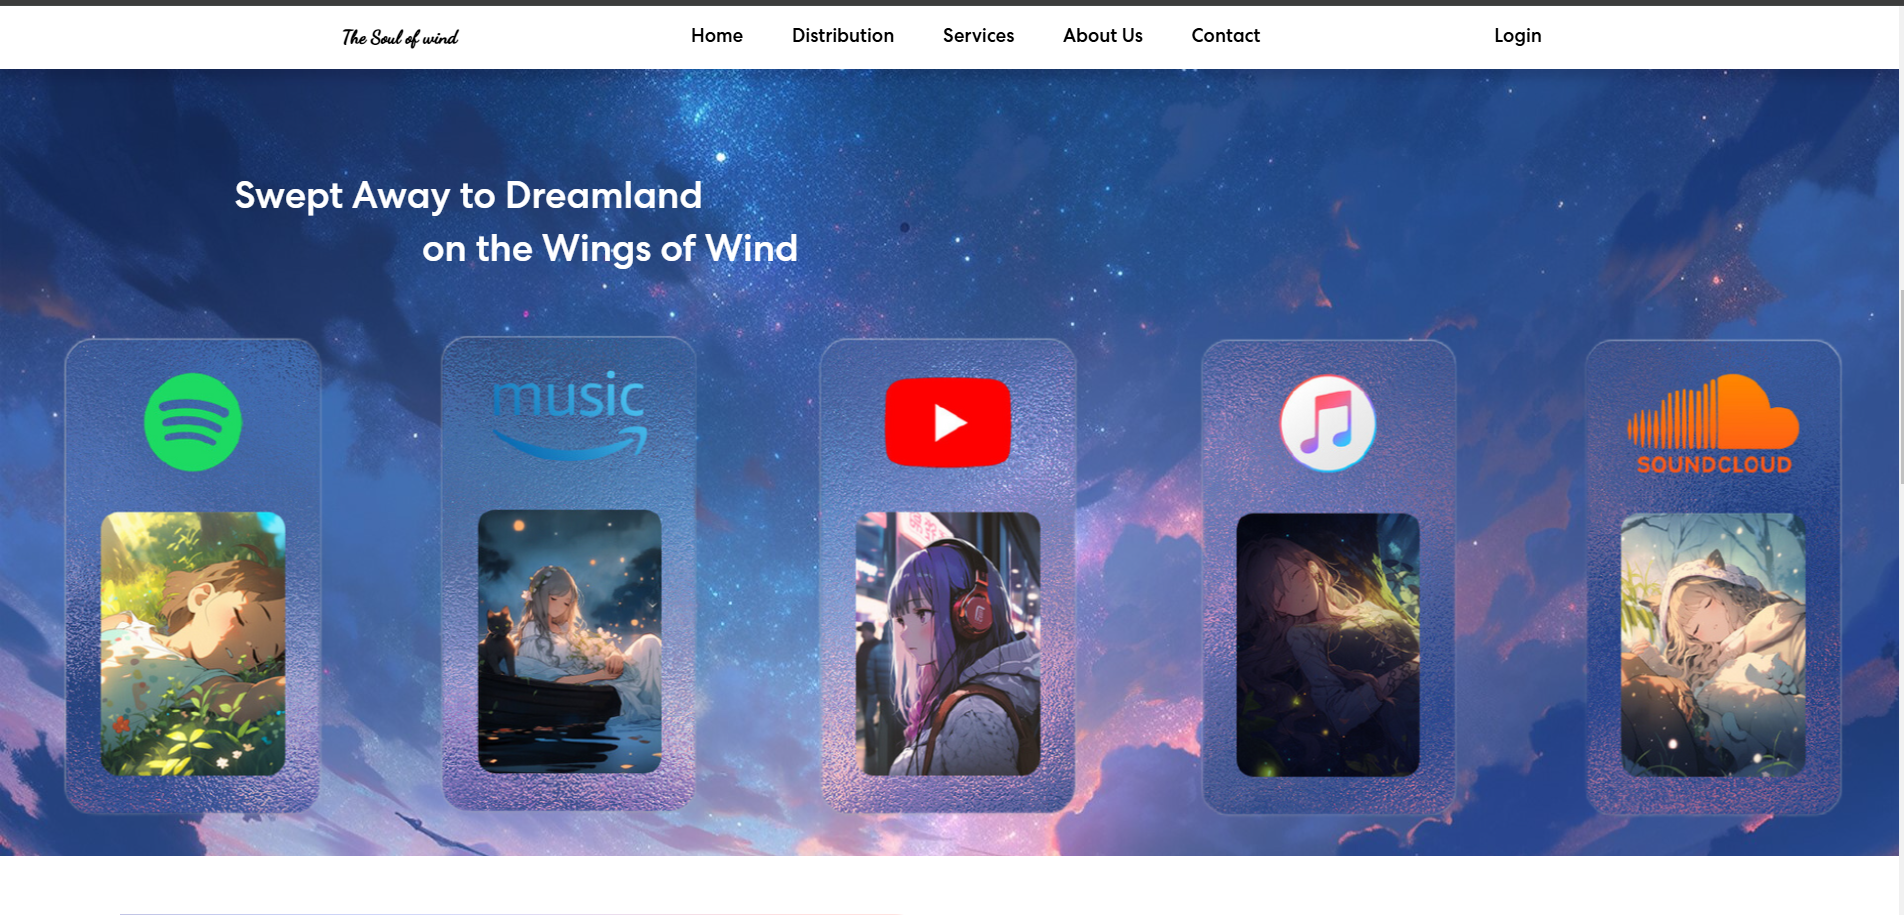 The Soul of wind
Home Distribution Services About Us Contact Login
Swept Away to Dreamland
on the Wings of Wind
music
SOUNDCLOUD